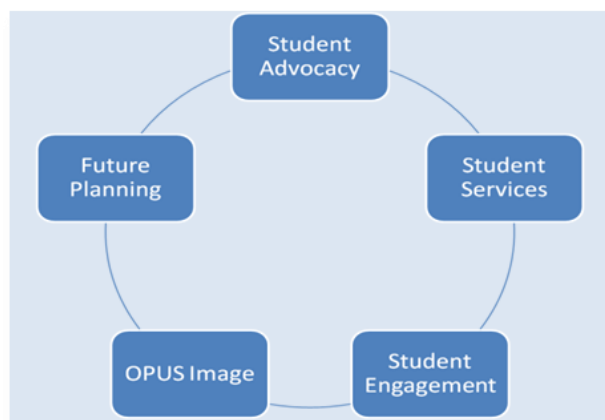 Student
Advocacy
Future
Planning
Student
Services
OPUS Image
Student
Engagement